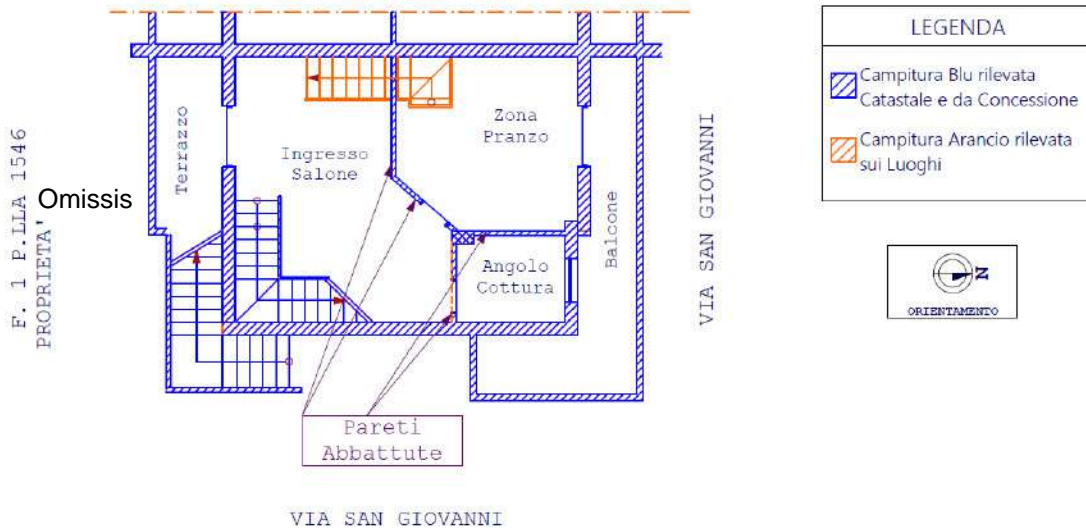 F. 1 P.LLA 1546
PROPRIETA'
Omissis
Terrazzo
Ingresso
Salone
Zona
Pranzo
Angolo
Cottura
Balcone
VIA SAN GIOVANNI
Pareti
Abbattute
VIA SAN GIOVANNI
LEGENDA
Campitura Blu rilevata
Catastale e da Concessione
Campitura Arancio rilevata
sui Luoghi
N
ORIENTAMENTO